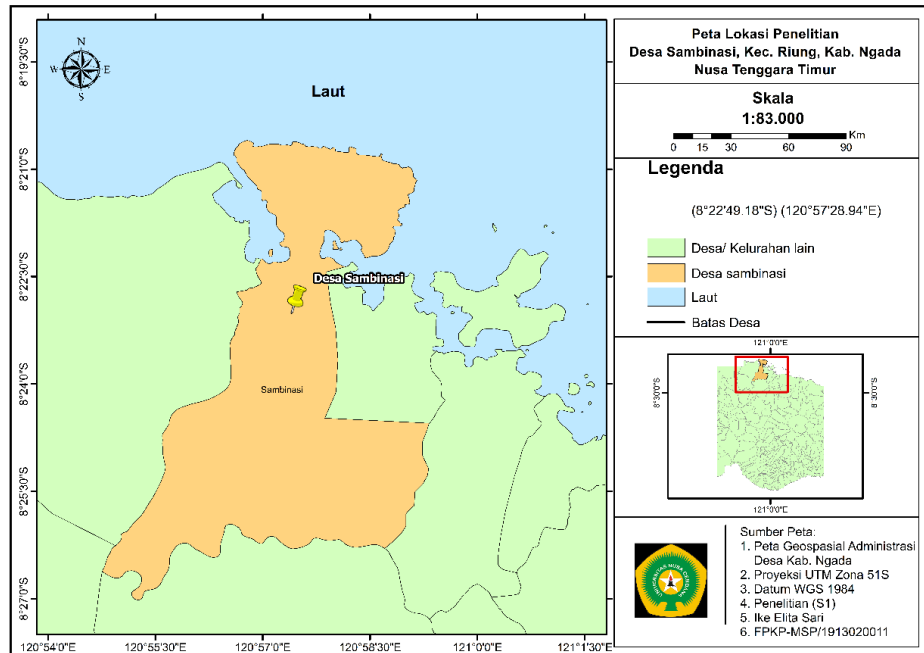 Peta Lokasi Penelitian
Desa Sambinasi, Kec. Riung, Kab. Ngada
Nusa Tenggara Timur
Skala
1:83.000
Km
0 15 30 60 90
Legenda
(8°22'49.18"S) (120°57'28.94"E)
Desa/ Kelurahan lain
Desa sambinasi
Laut
Batas Desa
121°0'0"E
8°30'0"S
8°30'0"S
121°0'0"E
Sumber Peta:
1. Peta Geospasial Administrasi
Desa Kab. Ngada
2. Proyeksi UTM Zona 51S
3. Datum WGS 1984
4. Penelitian (S1)
5. Ike Elita Sari
6. FPKP-MSP/1913020011
UNIVERSITAS NUSA CENDANA
N
W E
S
Laut
Desa Sambinasi
Sambinasi
8°19'30"S
8°21'0"S
8°22'30"S
8°24'0"S
8°25'30"S
8°27'0"S
120°54'0"E 120°55'30"E 120°57'0"E 120°58'30"E 121°0'0"E 121°1'30"E